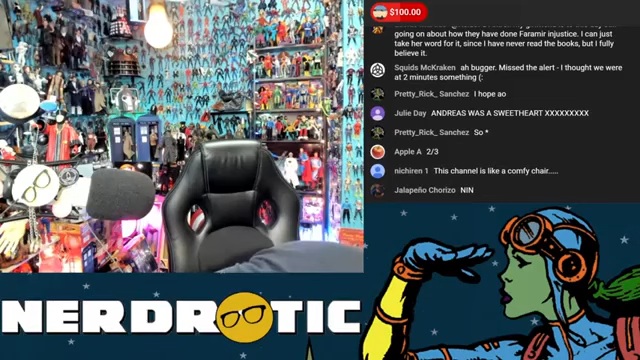 $100.00
going on about how they have done Faramir injustice. I can just
take her word for it, since I have never read the books, but I fully
believe it.
Squids McKraken ah bugger. Missed the alert - I thought we were
at 2 minutes something (:
Pretty_Rick_Sanchez I hope ao
Julie Day ANDREAS WAS A SWEETHEART XXXXXXXXX
Pretty_Rick_Sanchez So *
Apple A 2/3
nichiren 1 This channel is like a comfy chair.....
Jalapeño Chorizo NIN
NERDROTIC